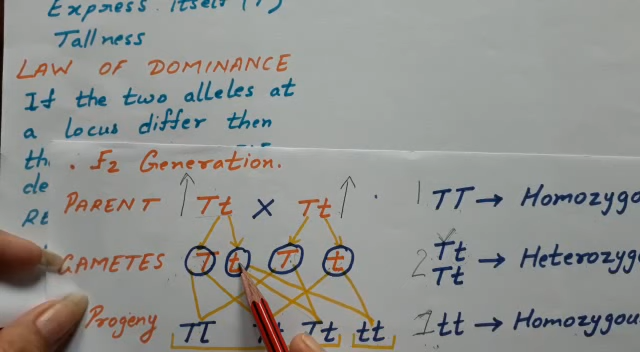 Express Itself (T)
Tallness
LAW OF DOMINANCE
If the two alleles at
a locus differ then
. F2 Generation.
PARENT Tt X Tt
GAMETES T t T t
Progeny TT Tt tt
1 TT → Homozygo
2 Tt
Tt → Heterozyg
1 tt → Homozygou